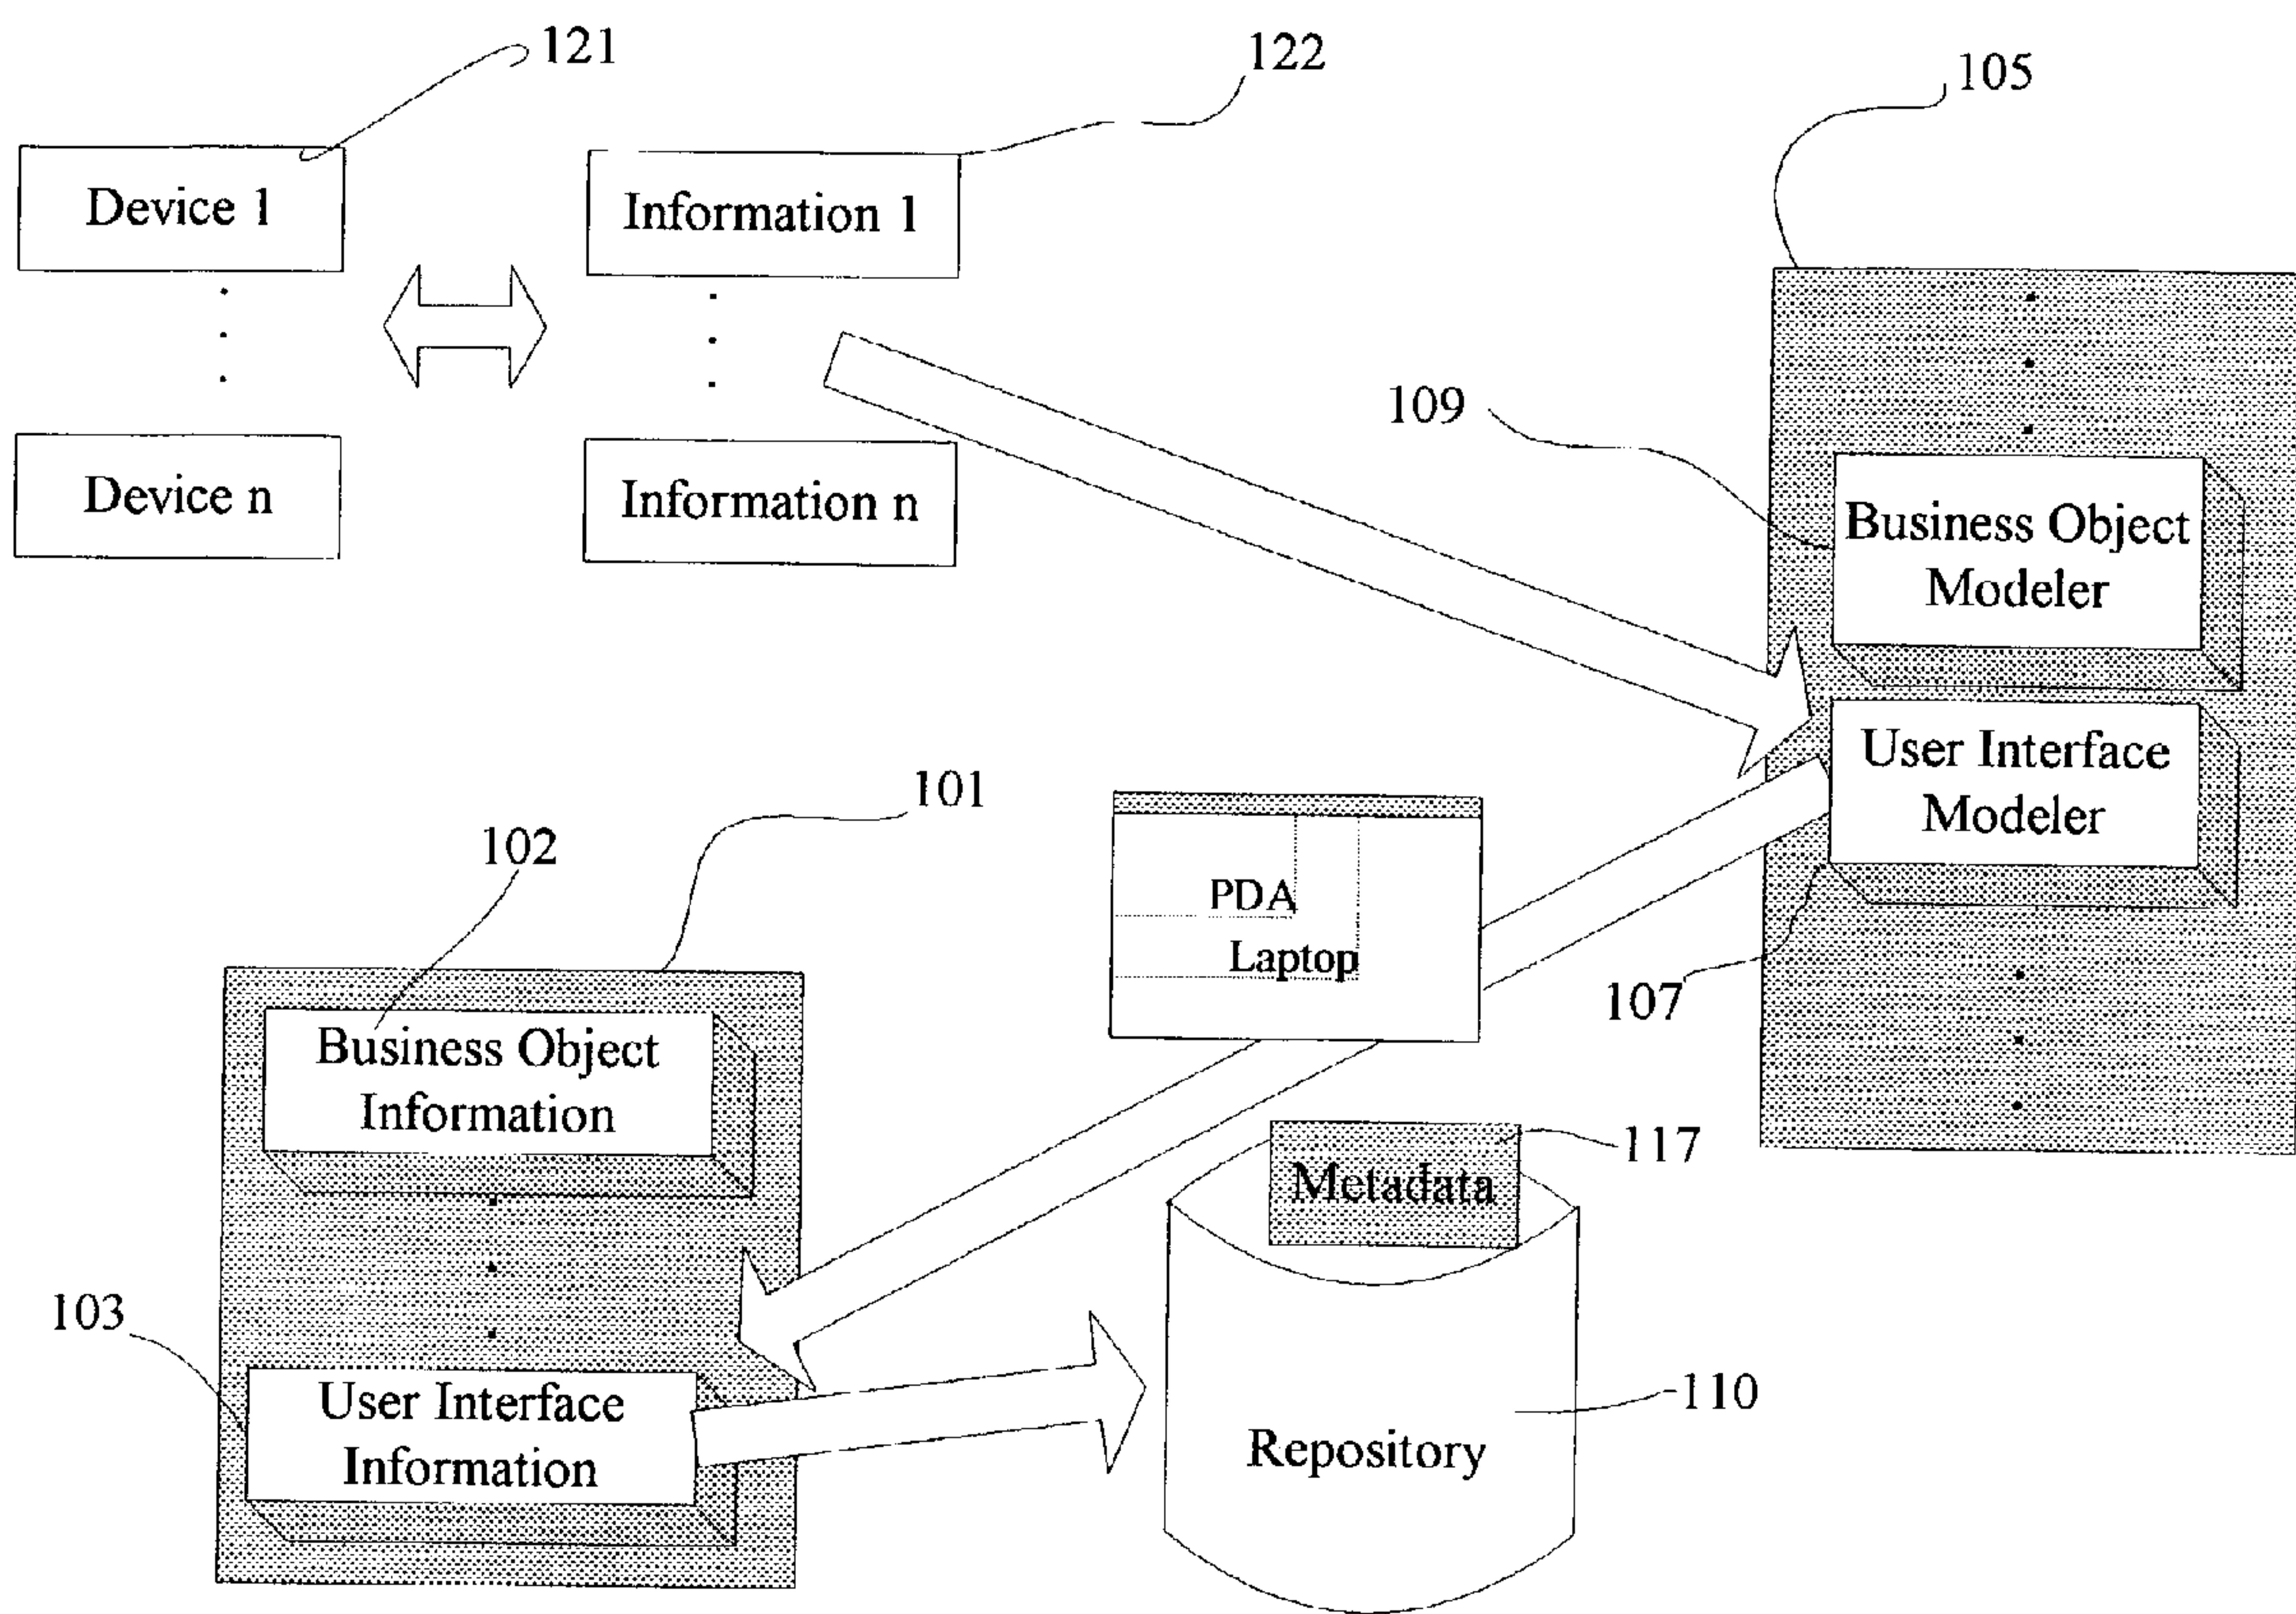 121
122
105
Device 1
Information 1
109
Device n
Information n
Business Object
Modeler
User Interface
Modeler
101
102
PDA
Laptop
107
Business Object
Information
117
Metadata
103
110
User Interface
Information
Repository